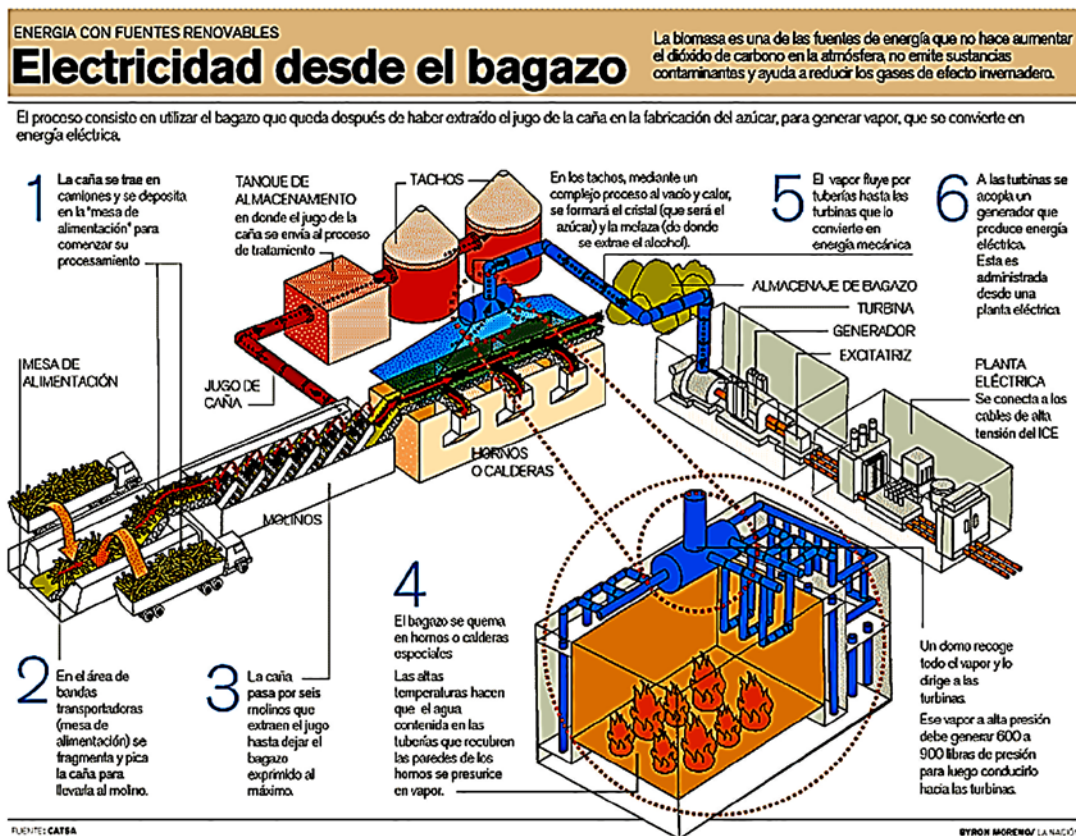 ENERGIA CON FUENTES RENOVABLES
Electricidad desde el bagazo
La biomasa es una de las fuentes de energía que no hace aumentar
el dióxido de carbono en la atmósfera, no emite sustancias
contaminantes y ayuda a reducir los gases de efecto invernadero.
El proceso consiste en utilizar el bagazo que queda después de haber extraído el jugo de la caña en la fabricación del azúcar, para generar vapor, que se convierte en
energía eléctrica.
1
La caña se trae en
camiones y se deposita
en la "mesa de
alimentación" para
comenzar su
procesamiento
TANQUE DE
ALMACENAMIENTO
en donde el jugo de la
caña se envía al proceso
de tratamiento
TACHOS
En los tachos, mediante un
complejo proceso al vacío y calor,
se formará el cristal (que será el
azúcar) y la melaza (de donde
se extrae el alcohol).
5
El vapor fluye por
tuberías hasta las
turbinas que lo
convierte en
energía mecánica
6
A las turbinas se
acopla un
generador que
produce energía
eléctrica.
Esta es
administrada
desde una
planta eléctrica
ALMACENAJE DE BAGAZO
TURBINA
GENERADOR
EXCITATRIZ
MESA DE
ALIMENTACIÓN
JUGO DE
CAÑA
PLANTA
ELÉCTRICA
Se conecta a los
cables de alta
tensión del ICE
HORNOS
O CALDERAS
MOLINOS
2
En el área de
bandas
transportadoras
(mesa de
alimentación) se
fragmenta y pica
la caña para
llevarla al molino.
3
La caña
pasa por seis
molinos que
extraen el jugo
hasta dejar el
bagazo
exprimido al
máximo.
4
El bagazo se quema
en hornos o calderas
especiales
Las altas
temperaturas hacen
que el agua
contenida en las
tuberías que recubren
las paredes de los
hornos se presurice
en vapor.
Un domo recoge
todo el vapor y lo
dirige a las
turbinas.
Ese vapor a alta presión
debe generar 600 a
900 libras de presión
para luego conducirlo
hacia las turbinas.
FUENTE: CATSA
BYRON MORENO/ LA NACIÓN